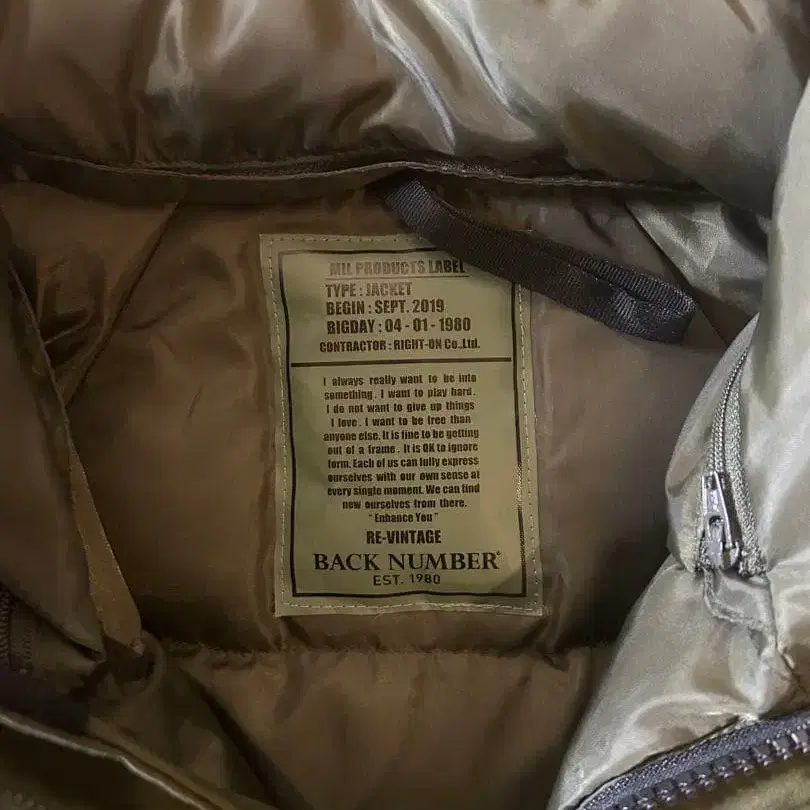 MIL PRODUCTS LABEL
TYPE : JACKET
BEGIN : SEPT. 2019
BIGDAY : 04 - 01 - 1980
CONTRACTOR : RIGHT-ON Co.,Ltd.
I always really want to be into
something. I want to play hard.
I do not want to give up things
I love. I want to be free than
anyone else. It is fine to be getting
out of a frame. It is OK to ignore
form. Each of us can fully express
ourselves with our own sense at
every single moment. We can find
new ourselves from there.
"Enhance You"
RE-VINTAGE
BACK NUMBER®
EST. 1980